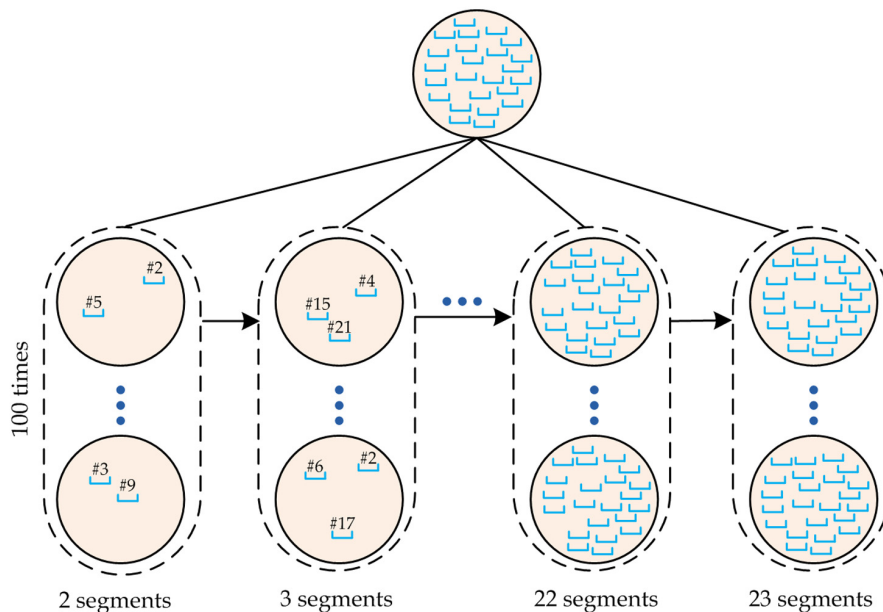 #2
#5
#4
#15
#21
100 times
#3
#9
#6
#2
#17
2 segments
3 segments
22 segments
23 segments